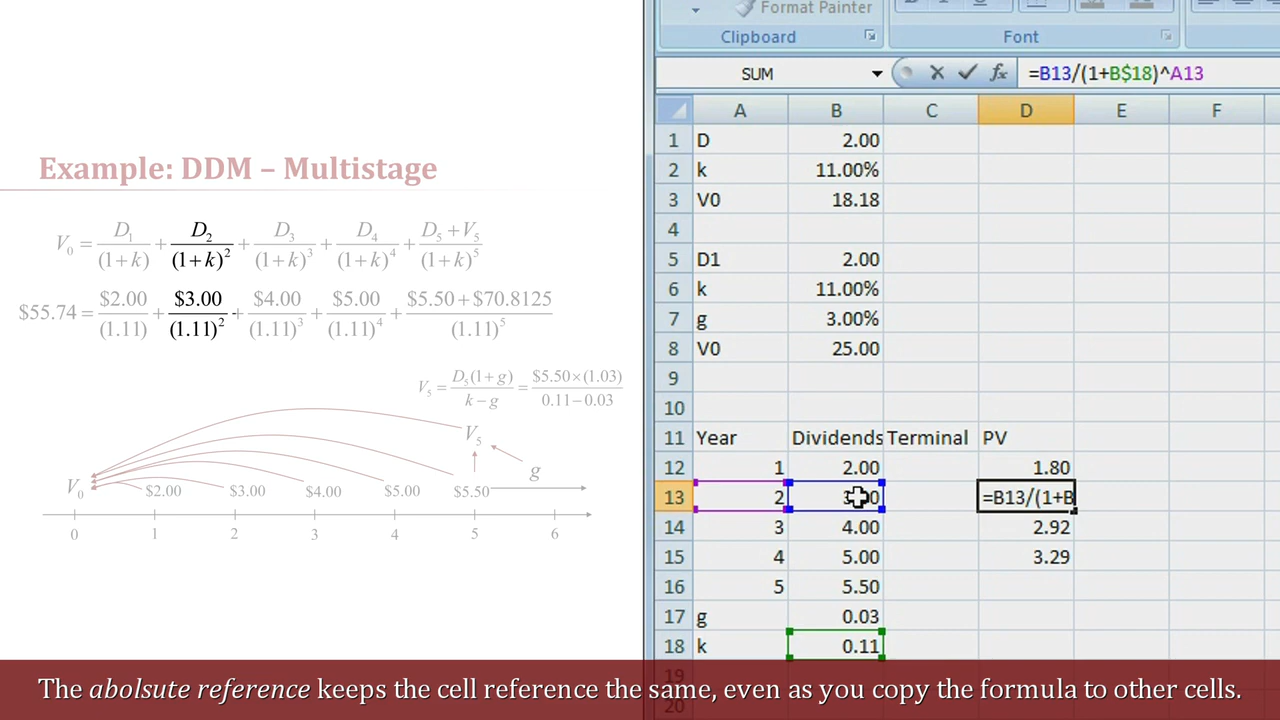 Example: DDM – Multistage
V0 = D1/(1+k) + D2/(1+k)^2 + D3/(1+k)^3 + D4/(1+k)^4 + D5+V5/(1+k)^5
$55.74 = $2.00/(1.11) + $3.00/(1.11)^2 + $4.00/(1.11)^3 + $5.00/(1.11)^4 + $5.50+$70.8125/(1.11)^5
V5 = D5(1+g)/k−g = $5.50×(1.03)/0.11−0.03
V5
g
V0 $2.00 $3.00 $4.00 $5.00 $5.50
0 1 2 3 4 5 6
Format Painter
Clipboard Font
SUM fx =B13/(1+B$18)^A13
A B C D E F
1 D 2.00
2 k 11.00%
3 V0 18.18
4
5 D1 2.00
6 k 11.00%
7 g 3.00%
8 V0 25.00
9
10
11 Year Dividends Terminal PV
12 1 2.00 1.80
13 2 3.00 =B13/(1+B
14 3 4.00 2.92
15 4 5.00 3.29
16 5 5.50
17 g 0.03
18 k 0.11
19
20
The abolsute reference keeps the cell reference the same, even as you copy the formula to other cells.